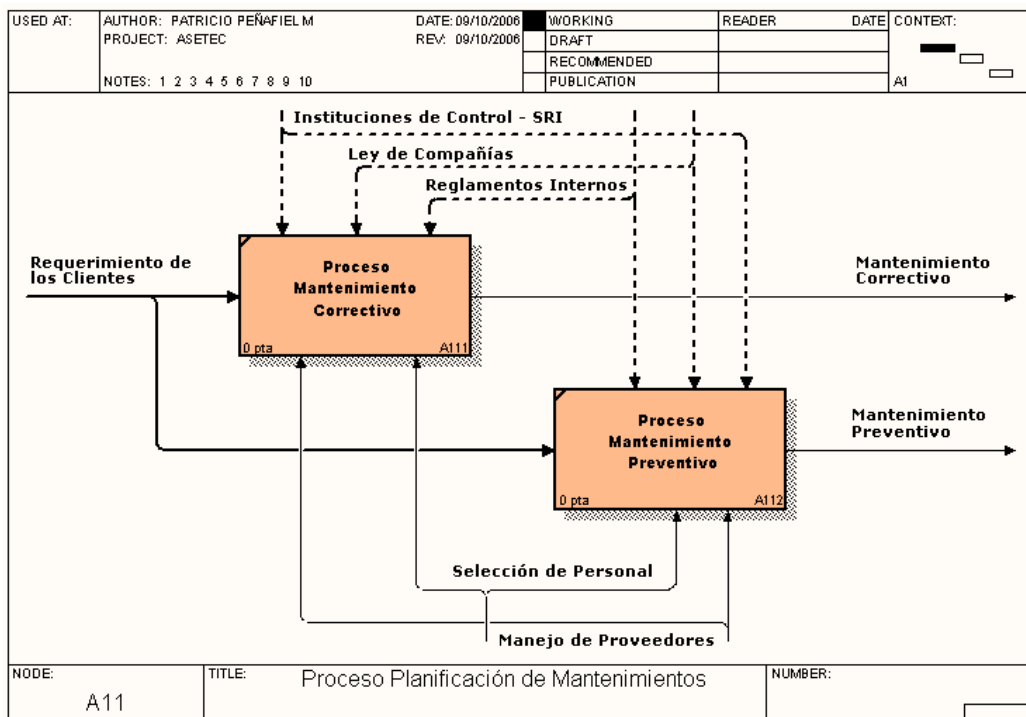 USED AT:
AUTHOR: PATRICIO PEÑAFIEL M
DATE: 09/10/2006
WORKING
READER
DATE
CONTEXT:
PROJECT: ASETEC
REV: 09/10/2006
DRAFT
RECOMMENDED
NOTES: 1 2 3 4 5 6 7 8 9 10
PUBLICATION
A1
Instituciones de Control - SRI
Ley de Compañías
Reglamentos Internos
Requerimiento de
los Clientes
Proceso
Mantenimiento
Correctivo
0 pta
A111
Mantenimiento
Correctivo
Proceso
Mantenimiento
Preventivo
0 pta
A112
Mantenimiento
Preventivo
Selección de Personal
Manejo de Proveedores
NODE:
A11
TITLE:
Proceso Planificación de Mantenimientos
NUMBER: